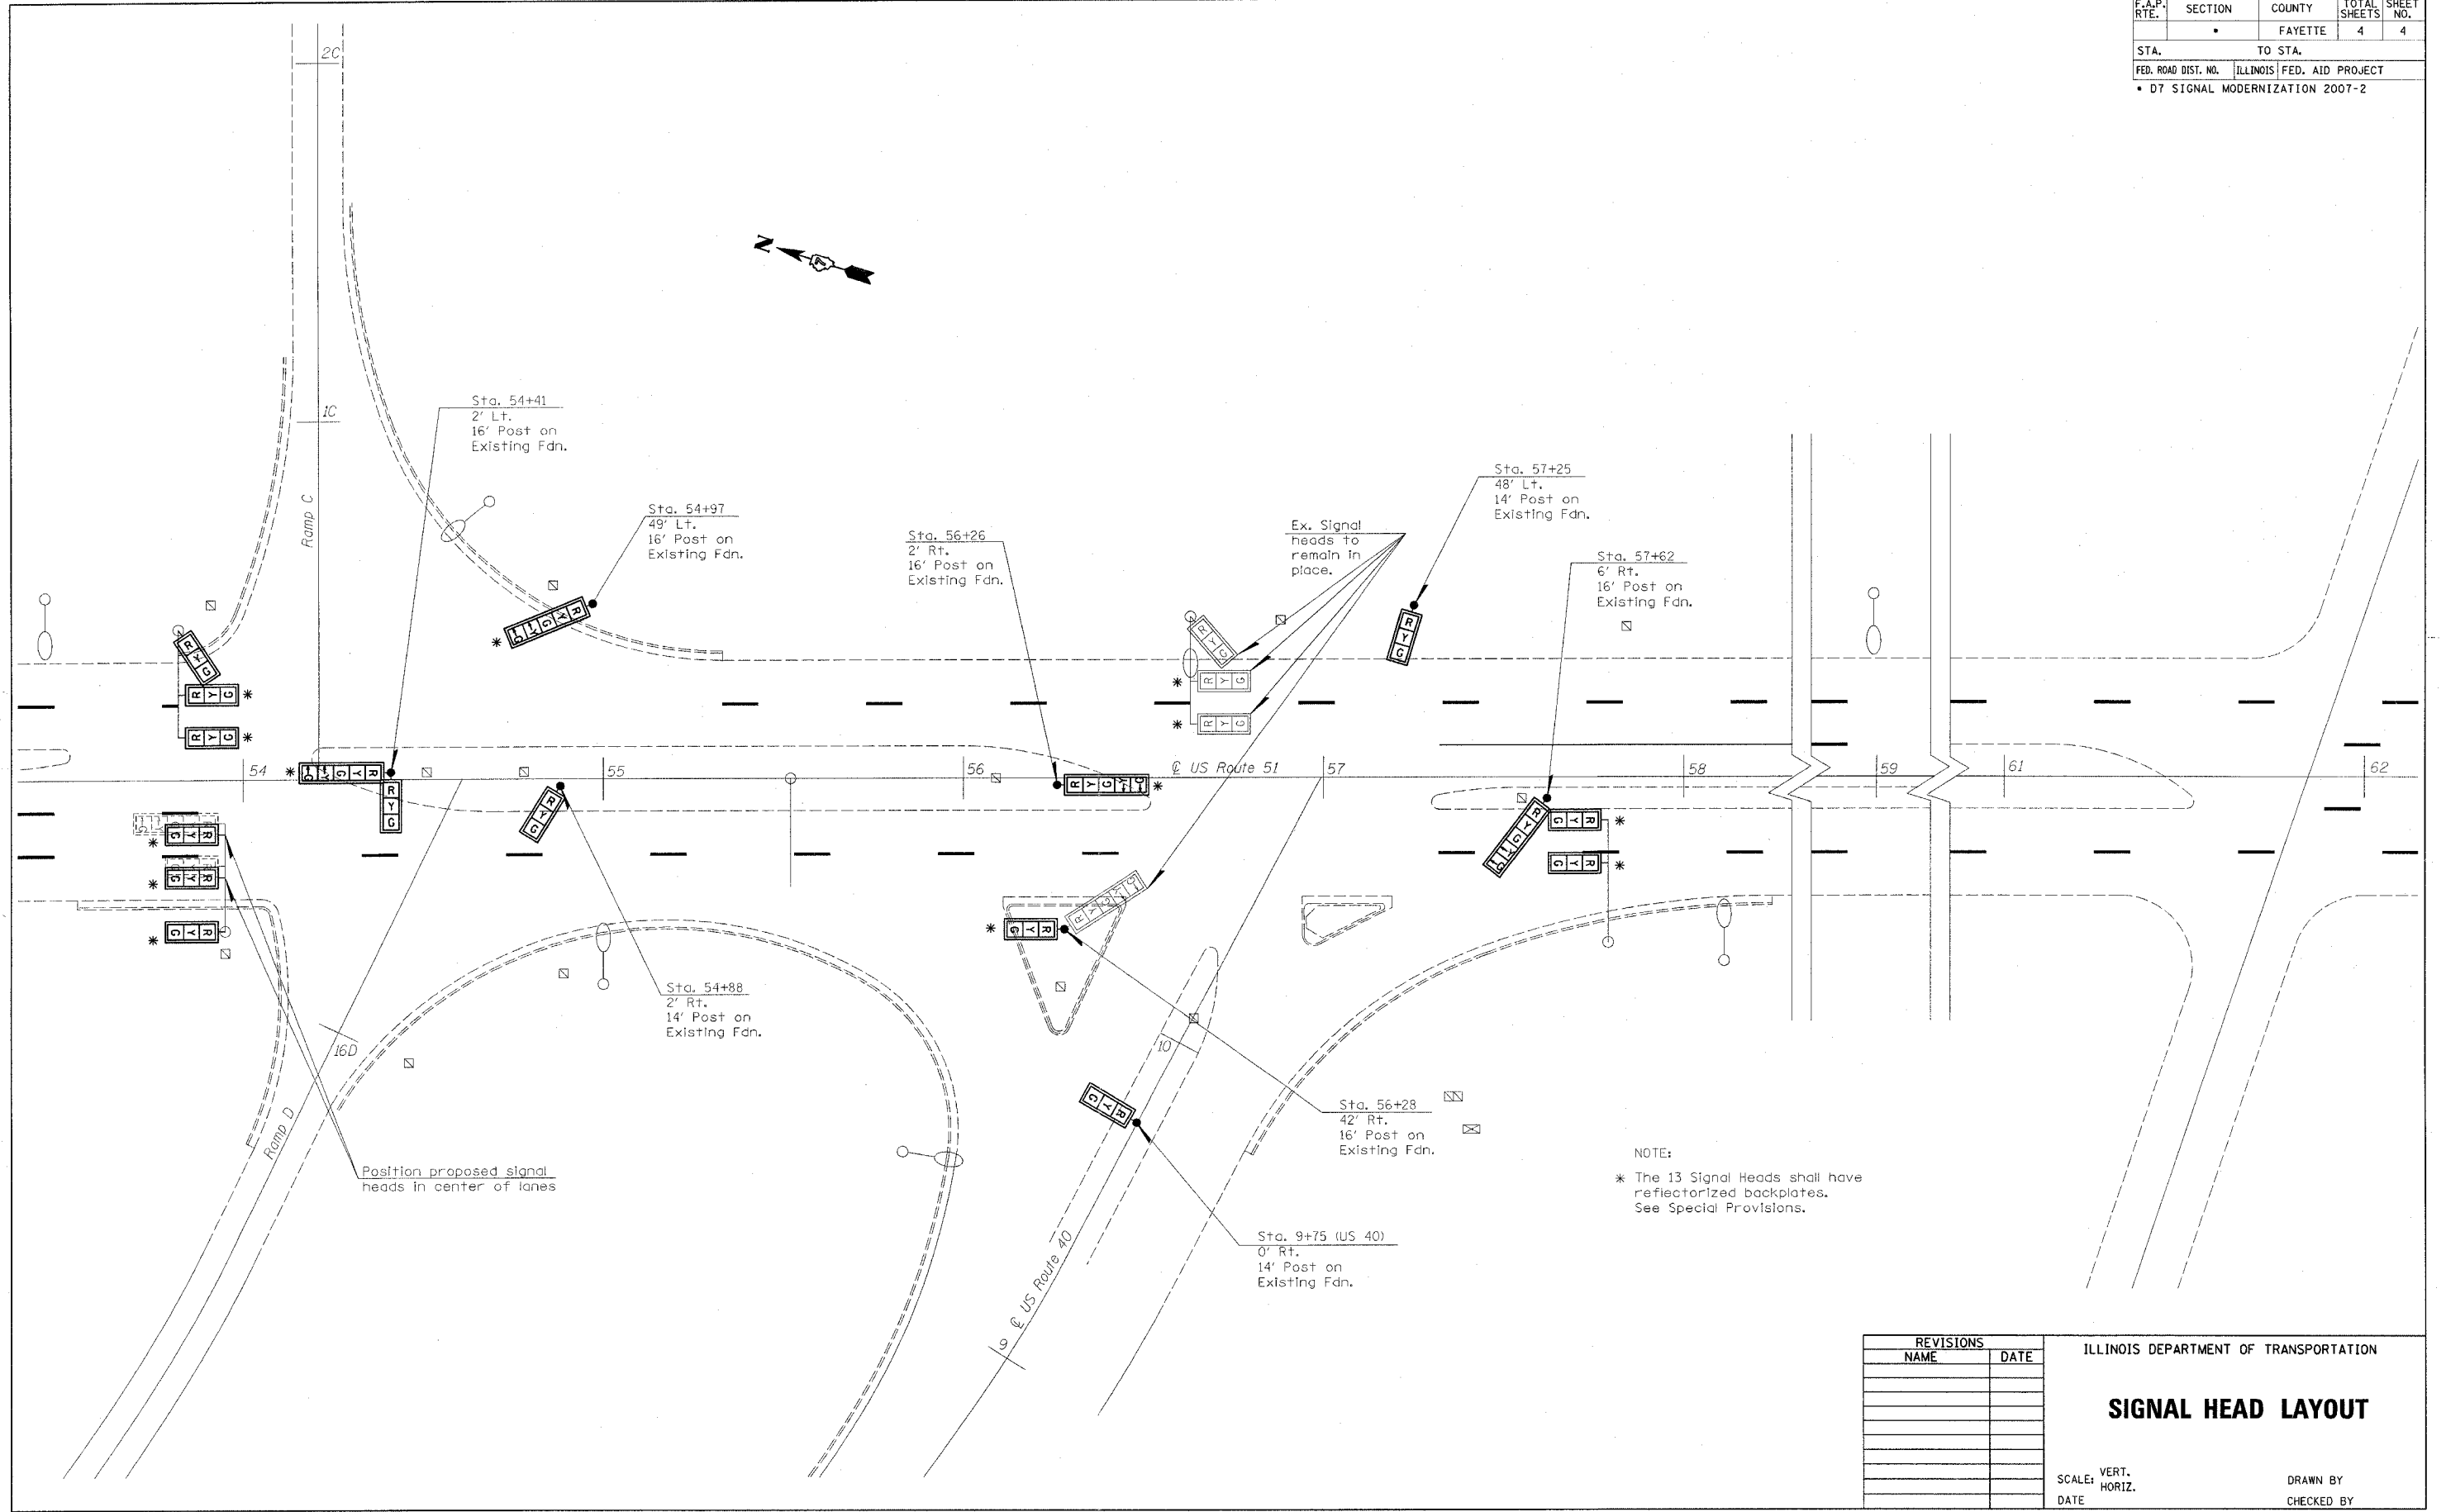 F.A.P. RTE. SECTION COUNTY TOTAL SHEETS SHEET NO.
• FAYETTE 4 4
STA. TO STA.
FED. ROAD DIST. NO. ILLINOIS FED. AID PROJECT
• D7 SIGNAL MODERNIZATION 2007-2
2C
N
7
1C
Ramp C
Sta. 54+41
2' Lt.
16' Post on
Existing Fdn.
Sta. 54+97
49' Lt.
16' Post on
Existing Fdn.
Sta. 56+26
2' Rt.
16' Post on
Existing Fdn.
Ex. Signal
heads to
remain in
place.
Sta. 57+25
48' Lt.
14' Post on
Existing Fdn.
Sta. 57+62
6' Rt.
16' Post on
Existing Fdn.
R Y G
R Y G *
R Y G *
* G Y G Y R
R Y G
* G Y G Y R
R Y G
R Y G Y G *
R Y G
* R Y G
* R Y G
R Y G
54
55
56
℄ US Route 51
57
58
59
61
62
* G Y R
* G Y R
* G Y R
* G Y R
R Y G Y G
R Y G Y G
G Y R *
G Y R *
Sta. 54+88
2' Rt.
14' Post on
Existing Fdn.
16D
Ramp D
Position proposed signal
heads in center of lanes
10
G Y R
Sta. 56+28
42' Rt.
16' Post on
Existing Fdn.
Sta. 9+75 (US 40)
0' Rt.
14' Post on
Existing Fdn.
9
℄ US Route 40
NOTE:
* The 13 Signal Heads shall have
reflectorized backplates.
See Special Provisions.
REVISIONS
NAME DATE
ILLINOIS DEPARTMENT OF TRANSPORTATION
SIGNAL HEAD LAYOUT
SCALE: VERT.
HORIZ.
DATE
DRAWN BY
CHECKED BY